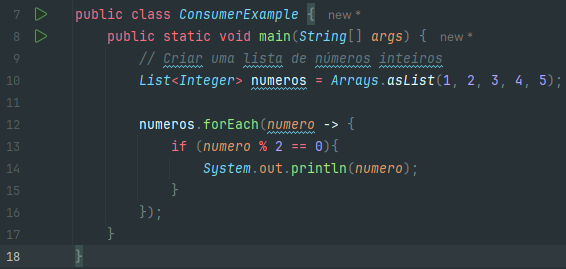 7 public class ConsumerExample { new *
8 public static void main(String[] args) { new *
9 // Criar uma lista de números inteiros
10 List<Integer> numeros = Arrays.asList(1, 2, 3, 4, 5);
11
12 numeros.forEach(numero -> {
13 if (numero % 2 == 0){
14 System.out.println(numero);
15 }
16 });
17 }
18 }